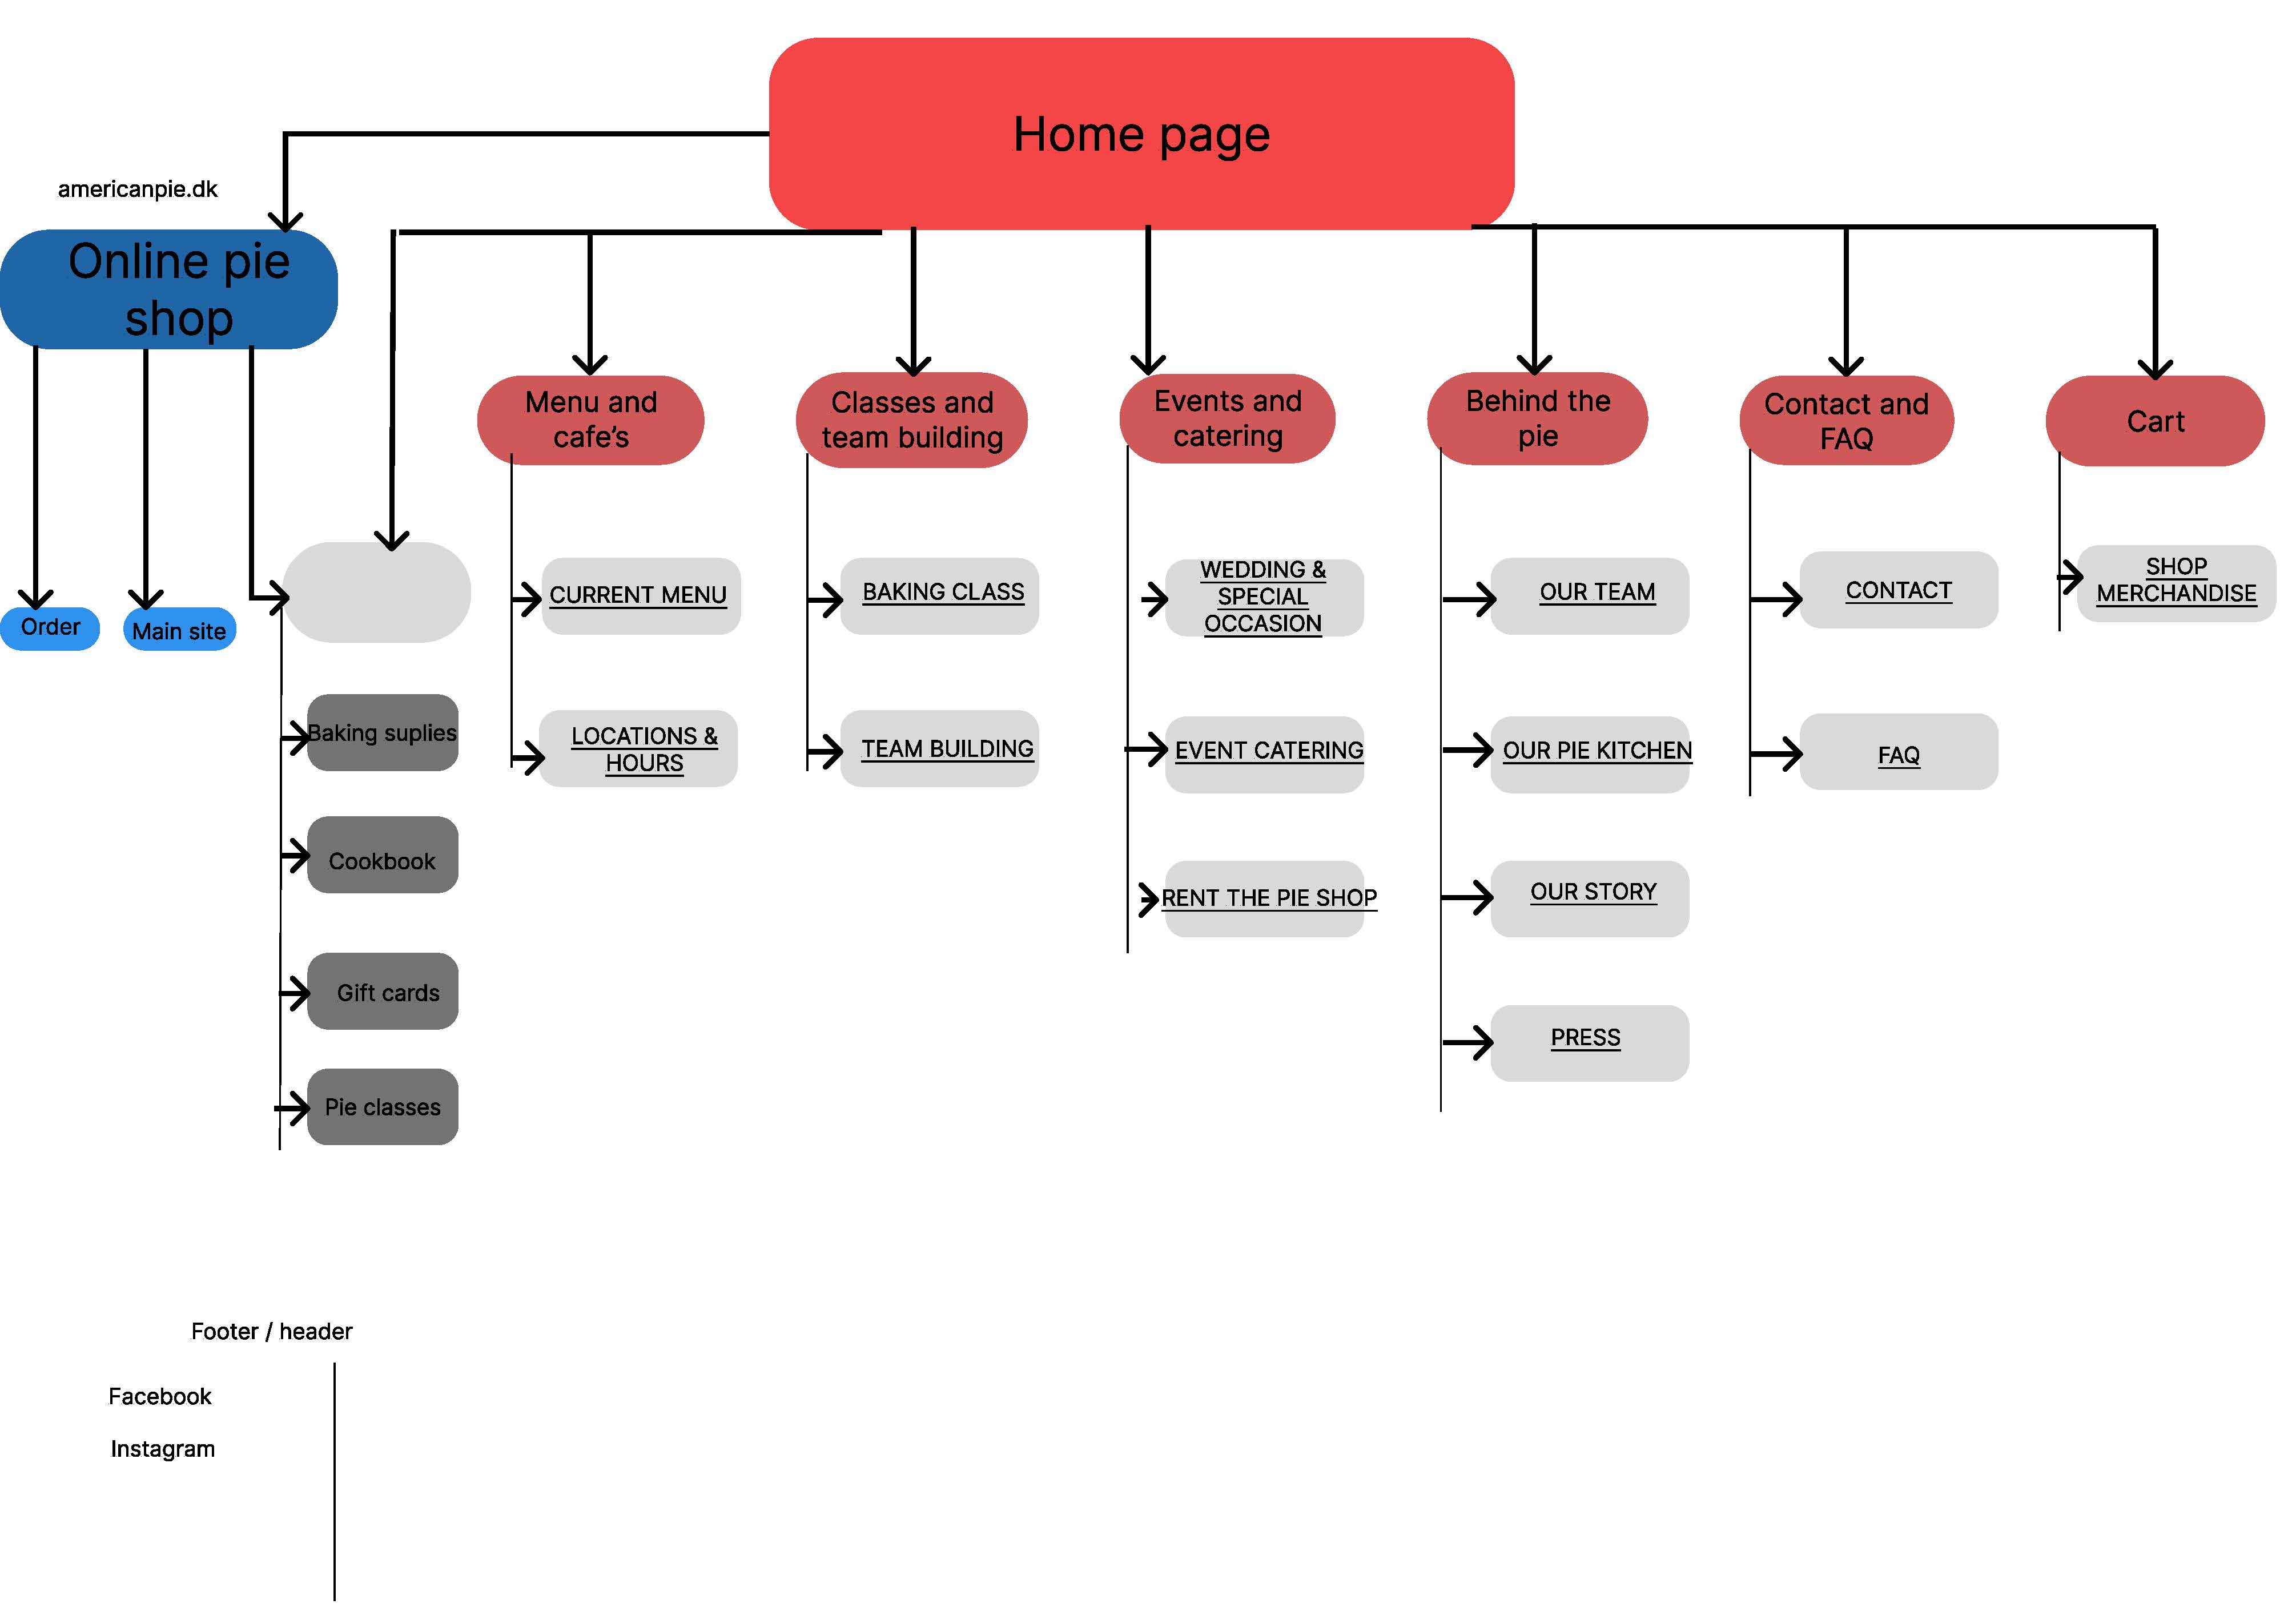 Home page
americanpie.dk
Online pie
shop
Order
Main site
Baking suplies
Cookbook
Gift cards
Pie classes
Menu and
cafe’s
CURRENT MENU
LOCATIONS &
HOURS
Classes and
team building
BAKING CLASS
TEAM BUILDING
Events and
catering
WEDDING &
SPECIAL
OCCASION
EVENT CATERING
RENT THE PIE SHOP
Behind the
pie
OUR TEAM
OUR PIE KITCHEN
OUR STORY
PRESS
Contact and
FAQ
CONTACT
FAQ
Cart
SHOP
MERCHANDISE
Footer / header
Facebook
Instagram